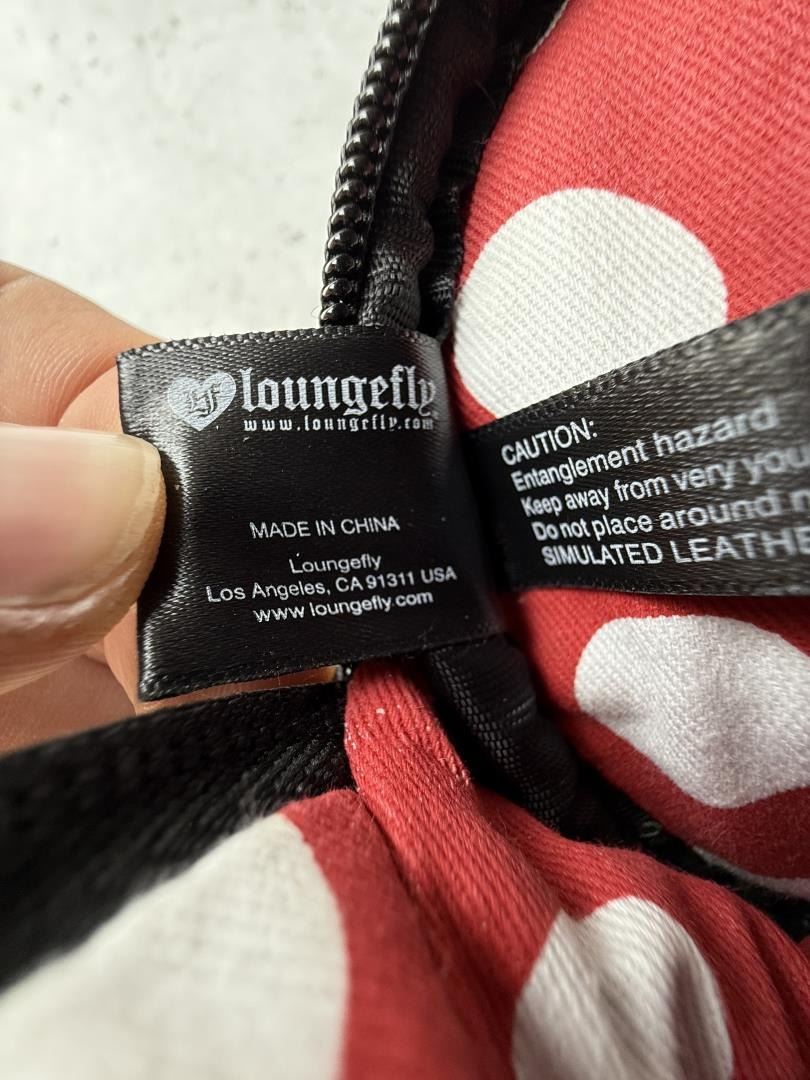 LF loungefly
www.loungefly.com
MADE IN CHINA
Loungefly
Los Angeles, CA 91311 USA
www loungefly.com
CAUTION:
Entanglement hazard
Keep away from very you
Do not place around
SIMULATED LEATHE